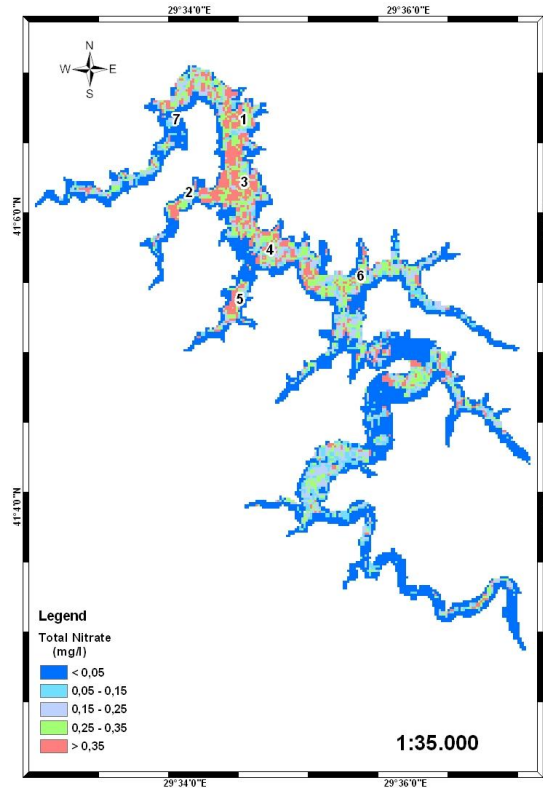 29°34'0"E
29°36'0"E
N
W
E
S
7
1
2
3
41°6'0"N
4
6
5
41°4'0"N
Legend
Total Nitrate
(mg/l)
< 0,05
0,05 - 0,15
0,15 - 0,25
0,25 - 0,35
> 0,35
1:35.000
29°34'0"E
29°36'0"E